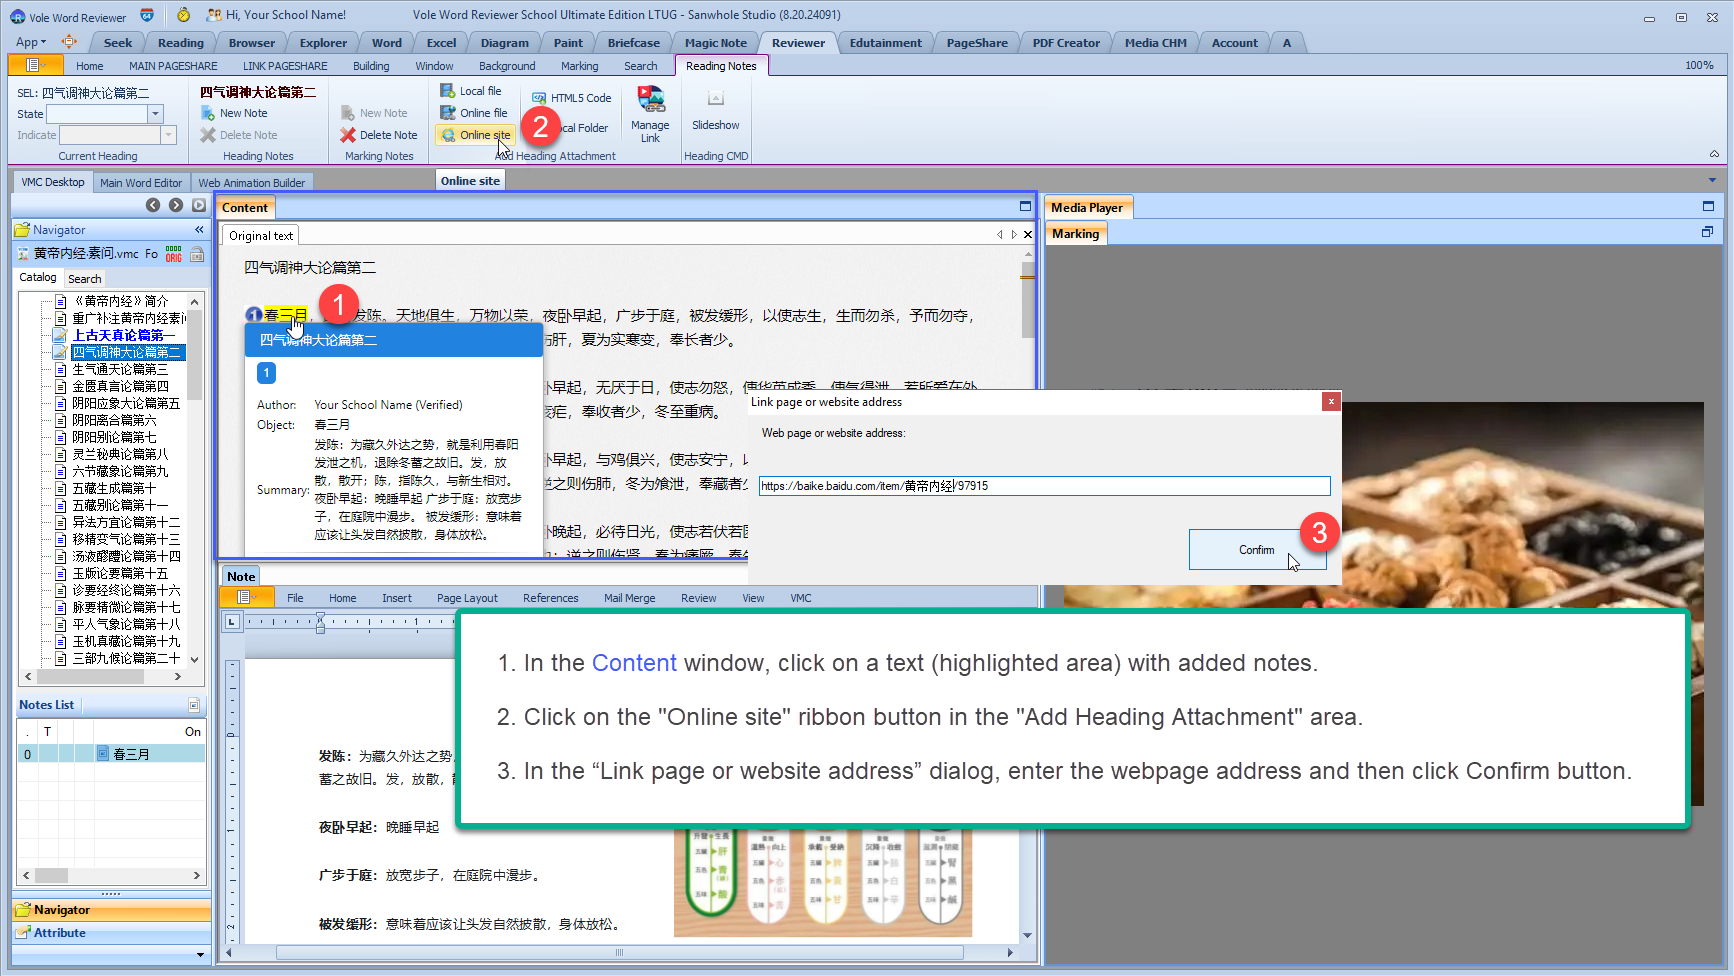 Vole Word Reviewer
Hi, Your School Name!
Vole Word Reviewer School Ultimate Edition LTUG - Sanwhole Studio (8.20.24091)
App
Seek Reading Browser Explorer Word Excel Diagram Paint Briefcase Magic Note Reviewer Edutainment PageShare PDF Creator Media CHM Account A
Home MAIN PAGESHARE LINK PAGESHARE Building Window Background Marking Search Reading Notes 100%
SEL: 四气调神大论篇第二
State
Indicate
Current Heading
四气调神大论篇第二
New Note
Delete Note
Heading Notes
New Note
Delete Note
Marking Notes
Local file
Online file
Online site
HTML5 Code
cal Folder
2
Add Heading Attachment
Manage Link
Slideshow
Heading CMD
VMC Desktop Main Word Editor Web Animation Builder
Online site
Navigator
黄帝内经·素问.vmc Fo
ORIG
Catalog Search
《黄帝内经》简介
重广补注黄帝内经素问
上古天真论篇第一
四气调神大论篇第二
生气通天论篇第三
金匮真言论篇第四
阴阳应象大论篇第五
阴阳离合篇第六
阴阳别论篇第七
灵兰秘典论篇第八
六节藏象论篇第九
五藏生成篇第十
五藏别论篇第十一
异法方宜论篇第十二
移精变气论篇第十三
汤液醪醴论篇第十四
玉版论要篇第十五
诊要经终论篇第十六
脉要精微论篇第十七
平人气象论篇第十八
玉机真藏论篇第十九
三部九候论篇第二十
Notes List
. T On
0 春三月
Navigator
Attribute
Content
Original text
四气调神大论篇第二
1
春三月，
发陈。天地俱生，万物以荣，夜卧早起，广步于庭，被发缓形，以使志生，生而勿杀，予而勿夺，
伤肝，夏为实寒变，奉长者少。
卧早起，无厌于日，使志勿怒，使华英成秀，使气得泄，若所爱在外
痎疟，奉收者少，冬至重病。
卧早起，与鸡俱兴，使志安宁，
逆之则伤肺，冬为飧泄，奉藏者少
卧晚起，必待日光，使志若伏若匿
四气调神大论篇第二
1
Author: Your School Name (Verified)
Object: 春三月
Summary:
发陈：为藏久外达之势，就是利用春阳
发泄之机，退除冬蓄之故旧。发，放
散，散开；陈，指陈久，与新生相对。
夜卧早起：晚睡早起 广步于庭：放宽步
子，在庭院中漫步。 被发缓形：意味着
应该让头发自然披散，身体放松。
Media Player
Marking
Link page or website address
Web page or website address:
https://baike.baidu.com/item/黄帝内经/97915
Confirm
3
Note
File Home Insert Page Layout References Mail Merge Review View VMC
1. In the Content window, click on a text (highlighted area) with added notes.
2. Click on the "Online site" ribbon button in the "Add Heading Attachment" area.
3. In the “Link page or website address” dialog, enter the webpage address and then click Confirm button.
发陈：为藏久外达之势，
蓄之故旧。发，放散，
夜卧早起：晚睡早起
广步于庭：放宽步子，在庭院中漫步。
被发缓形：意味着应该让头发自然披散，身体放松。